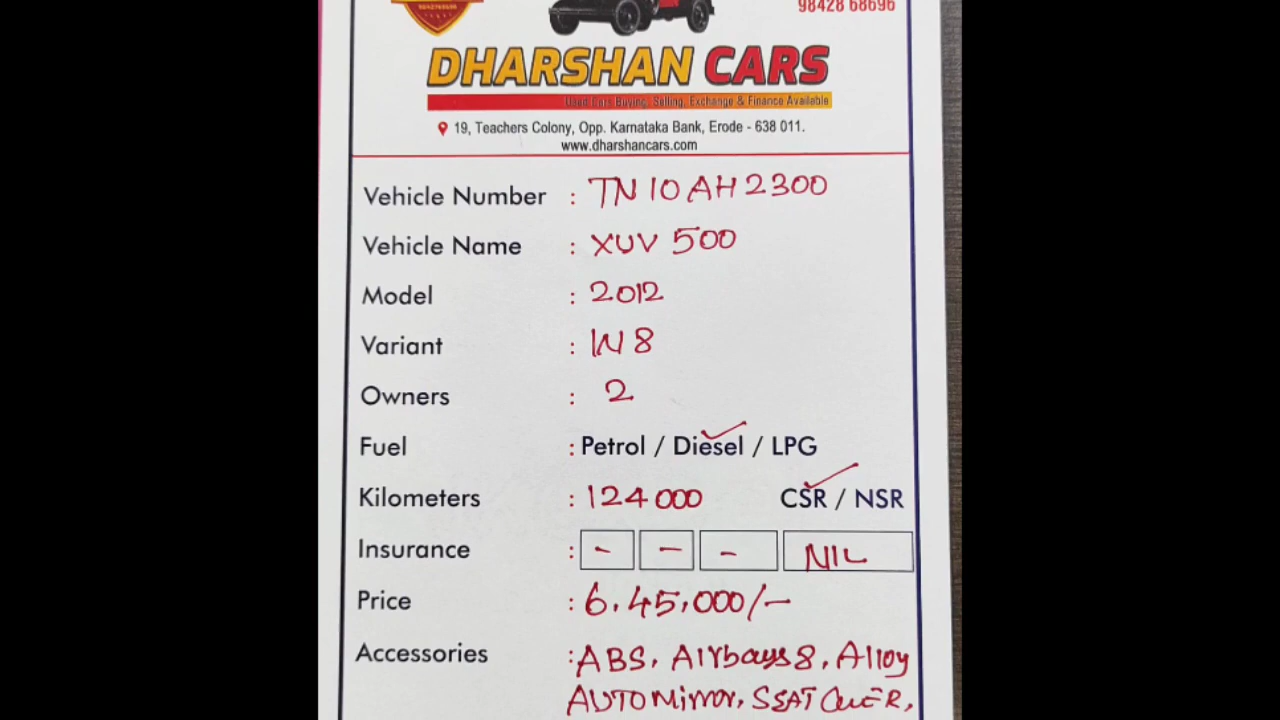 98428 68696
DHARSHAN CARS
Used Cars Buying, Selling, Exchange & Finance Available
19, Teachers Colony, Opp. Karnataka Bank, Erode - 638 011.
www.dharshancars.com
Vehicle Number : TN 10 AH 2300
Vehicle Name : XUV 500
Model : 2012
Variant : W 8
Owners : 2
Fuel : Petrol / Diesel / LPG
Kilometers : 124 000 CSR / NSR
Insurance : - - - NIL
Price : 6.45,000/-
Accessories : ABS, Airbags 8, Alloy
AUTO Mirror, SEAT COVER,